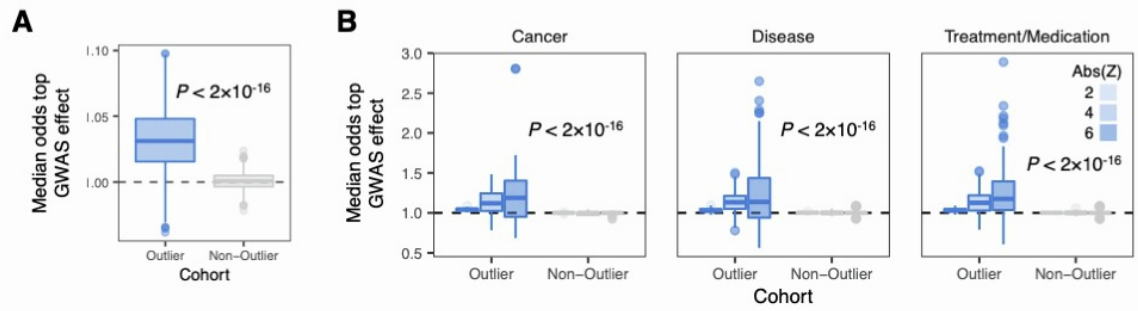 A
Median odds top
GWAS effect
1.10
1.05
1.00
P < 2×10-16
Outlier
Non-Outlier
Cohort
B
Median odds top
GWAS effect
3.0
2.5
2.0
1.5
1.0
0.5
Cancer
P < 2×10-16
Outlier
Non-Outlier
Disease
P < 2×10-16
Outlier
Non-Outlier
Treatment/Medication
Abs(Z)
2
4
6
P < 2×10-16
Outlier
Non-Outlier
Cohort